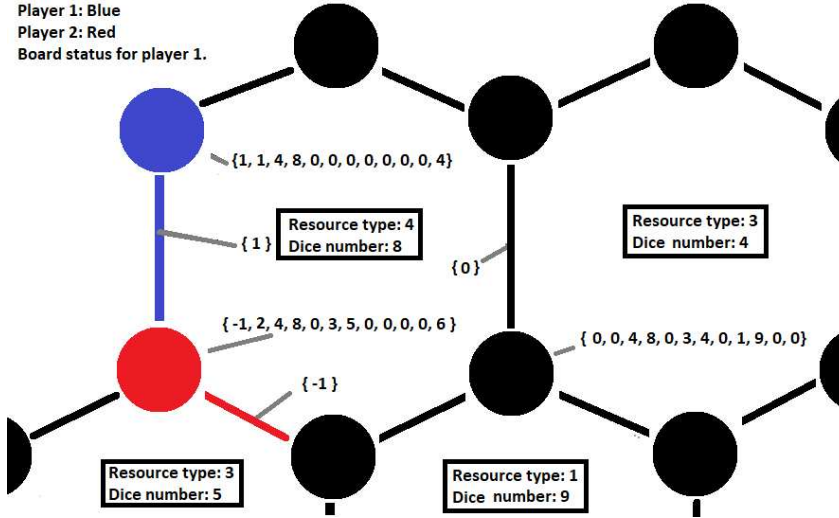 Player 1: Blue
Player 2: Red
Board status for player 1.
{1, 1, 4, 8, 0, 0, 0, 0, 0, 0, 0, 4}
Resource type: 4
Dice number: 8
Resource type: 3
Dice number: 4
{ 1 }
{ 0 }
{ -1, 2, 4, 8, 0, 3, 5, 0, 0, 0, 0, 6 }
{ 0, 0, 4, 8, 0, 3, 4, 0, 1, 9, 0, 0}
{ -1 }
Resource type: 3
Dice number: 5
Resource type: 1
Dice number: 9